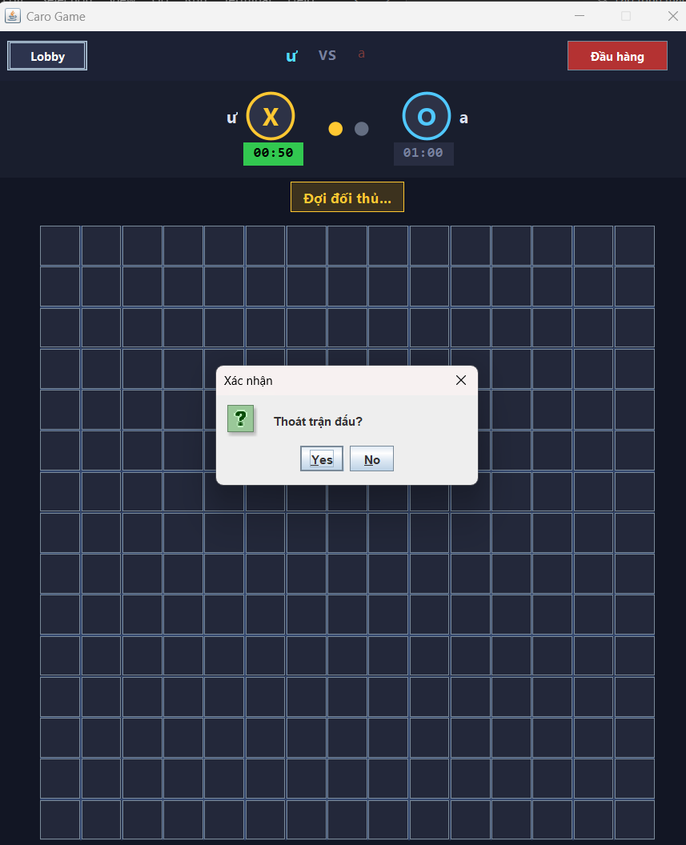 Caro Game
Lobby
ư VS a
Đầu hàng
ư X O a
00:50 01:00
Đợi đối thủ...
Xác nhận
?
Thoát trận đấu?
Yes No